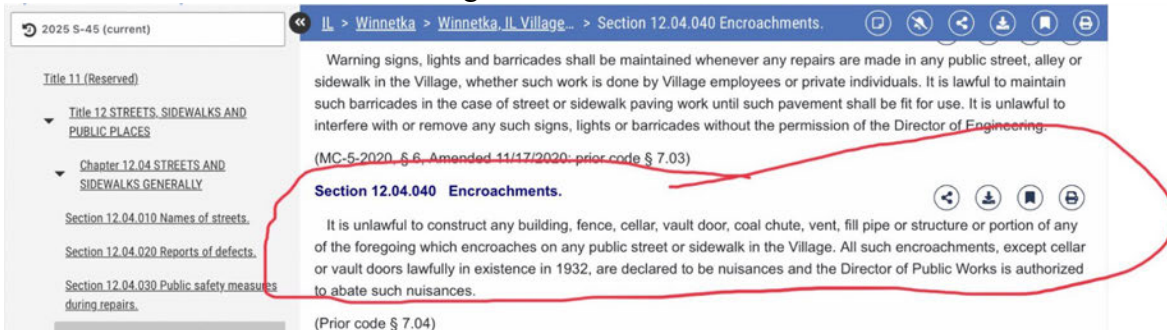 2025 S-45 (current)
IL > Winnetka > Winnetka, IL Village... > Section 12.04.040 Encroachments.
Title 11 (Reserved)
Title 12 STREETS, SIDEWALKS AND
PUBLIC PLACES
Chapter 12.04 STREETS AND
SIDEWALKS GENERALLY
Section 12.04.010 Names of streets.
Section 12.04.020 Reports of defects.
Section 12.04.030 Public safety measures
during repairs.
Warning signs, lights and barricades shall be maintained whenever any repairs are made in any public street, alley or
sidewalk in the Village, whether such work is done by Village employees or private individuals. It is lawful to maintain
such barricades in the case of street or sidewalk paving work until such pavement shall be fit for use. It is unlawful to
interfere with or remove any such signs, lights or barricades without the permission of the Director of Engineering.
(MC-5-2020, § 6, Amended 11/17/2020; prior code § 7.03)
Section 12.04.040 Encroachments.
It is unlawful to construct any building, fence, cellar, vault door, coal chute, vent, fill pipe or structure or portion of any
of the foregoing which encroaches on any public street or sidewalk in the Village. All such encroachments, except cellar
or vault doors lawfully in existence in 1932, are declared to be nuisances and the Director of Public Works is authorized
to abate such nuisances.
(Prior code § 7.04)